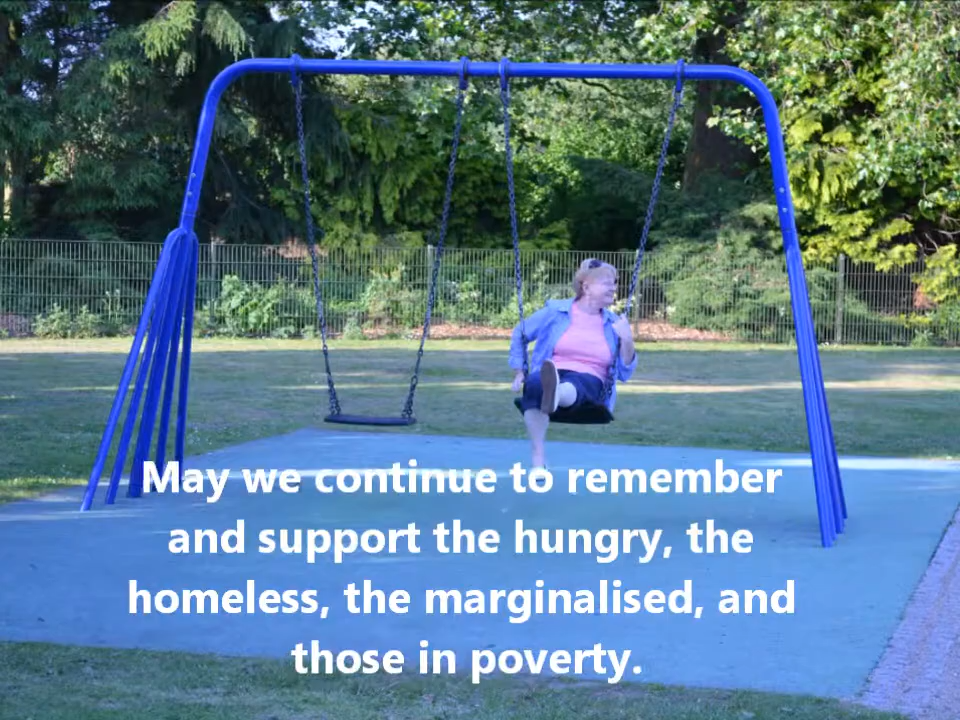 May we continue to remember
and support the hungry, the
homeless, the marginalised, and
those in poverty.